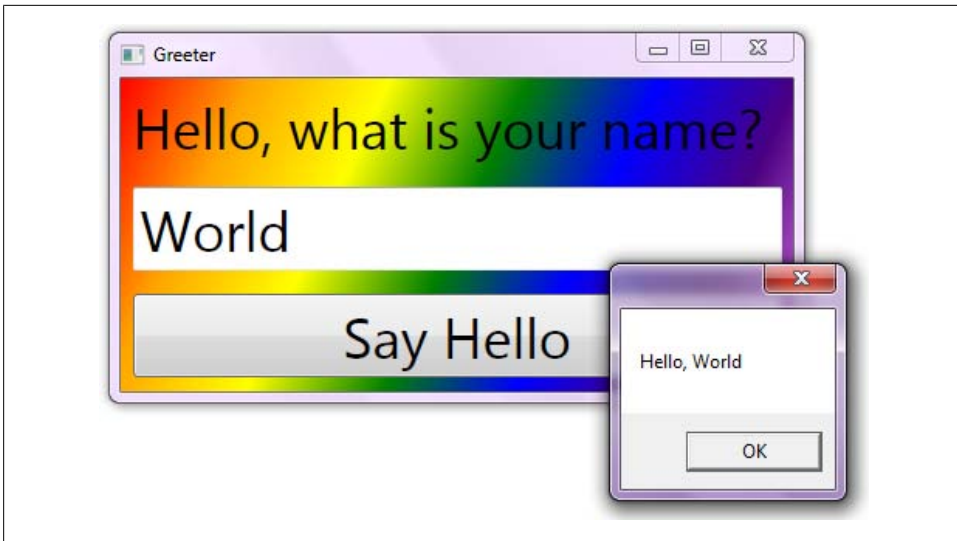 Greeter
Hello, what is your name?
World
Say Hello
Hello, World
OK